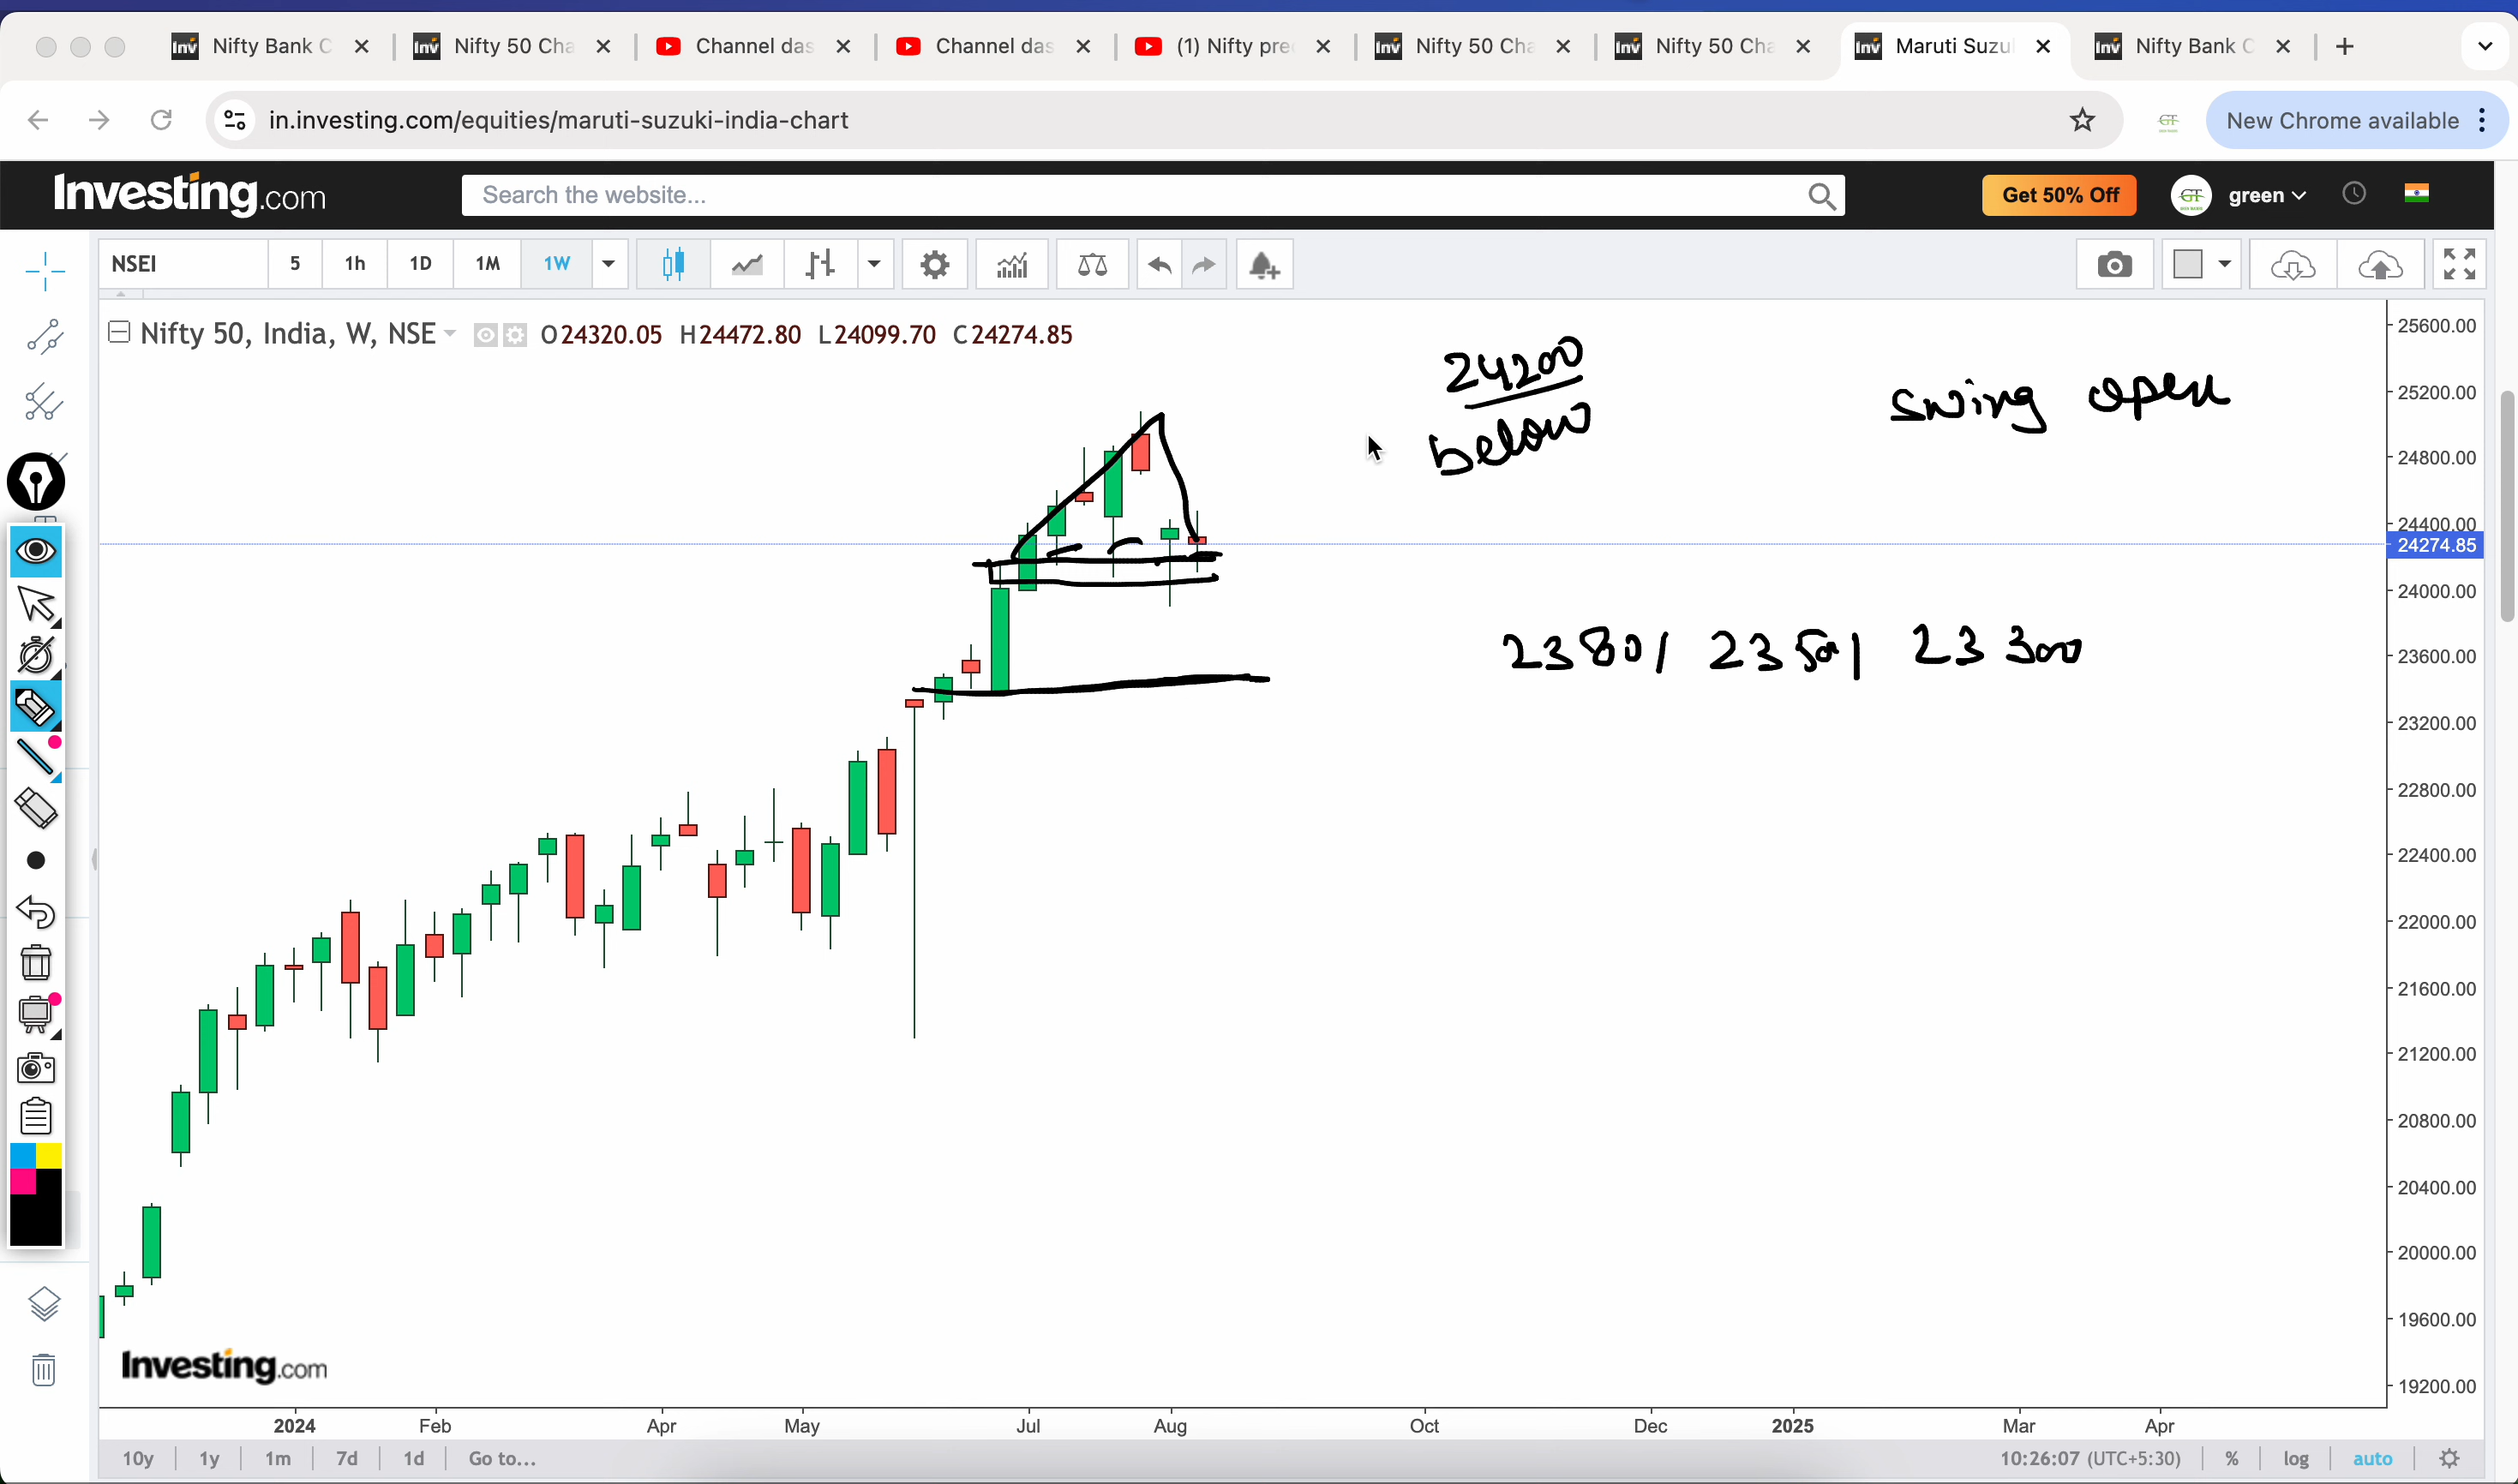 Nifty Bank C
Nifty 50 Cha
Channel das
Channel das
(1) Nifty pre
Nifty 50 Cha
Nifty 50 Cha
Maruti Suzu
Nifty Bank C
in.investing.com/equities/maruti-suzuki-india-chart
GT
New Chrome available
Investing.com
Search the website...
Get 50% Off
GT
green
NSEI 5 1h 1D 1M 1W
Nifty 50, India, W, NSE O24320.05 H24472.80 L24099.70 C24274.85
24200
below
swing open
2380/ 2350/ 23300
25600.00
25200.00
24800.00
24400.00
24274.85
24000.00
23600.00
23200.00
22800.00
22400.00
22000.00
21600.00
21200.00
20800.00
20400.00
20000.00
19600.00
19200.00
Investing.com
2024 Feb Apr May Jul Aug Oct Dec 2025 Mar Apr
10y 1y 1m 7d 1d Go to... 10:26:07 (UTC+5:30) % log auto